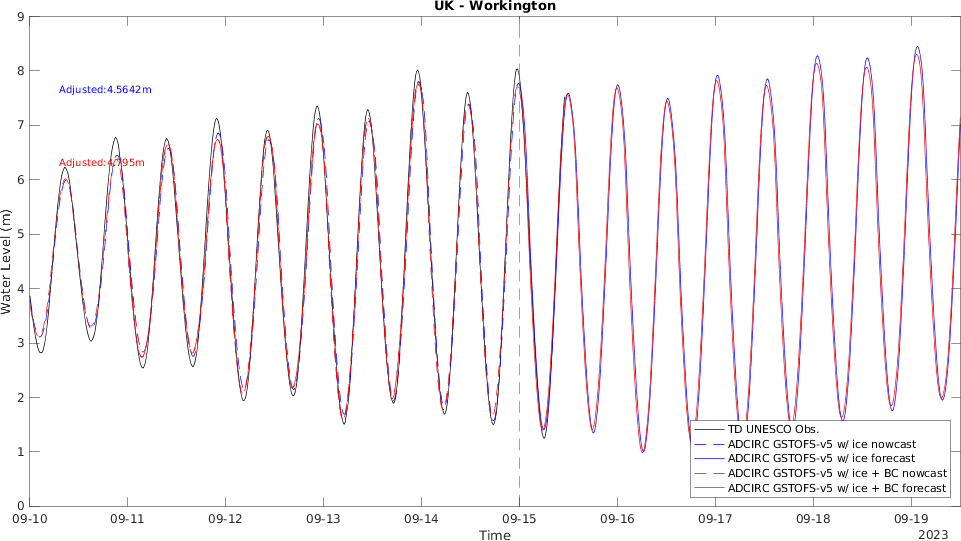 UK - Workington
9
8
7
6
5
4
3
2
1
0
Water Level (m)
Adjusted:4.5642m
Adjusted:4.795m
TD UNESCO Obs.
ADCIRC GSTOFS-v5 w/ ice nowcast
ADCIRC GSTOFS-v5 w/ ice forecast
ADCIRC GSTOFS-v5 w/ ice + BC nowcast
ADCIRC GSTOFS-v5 w/ ice + BC forecast
09-10 09-11 09-12 09-13 09-14 09-15 09-16 09-17 09-18 09-19
Time
2023